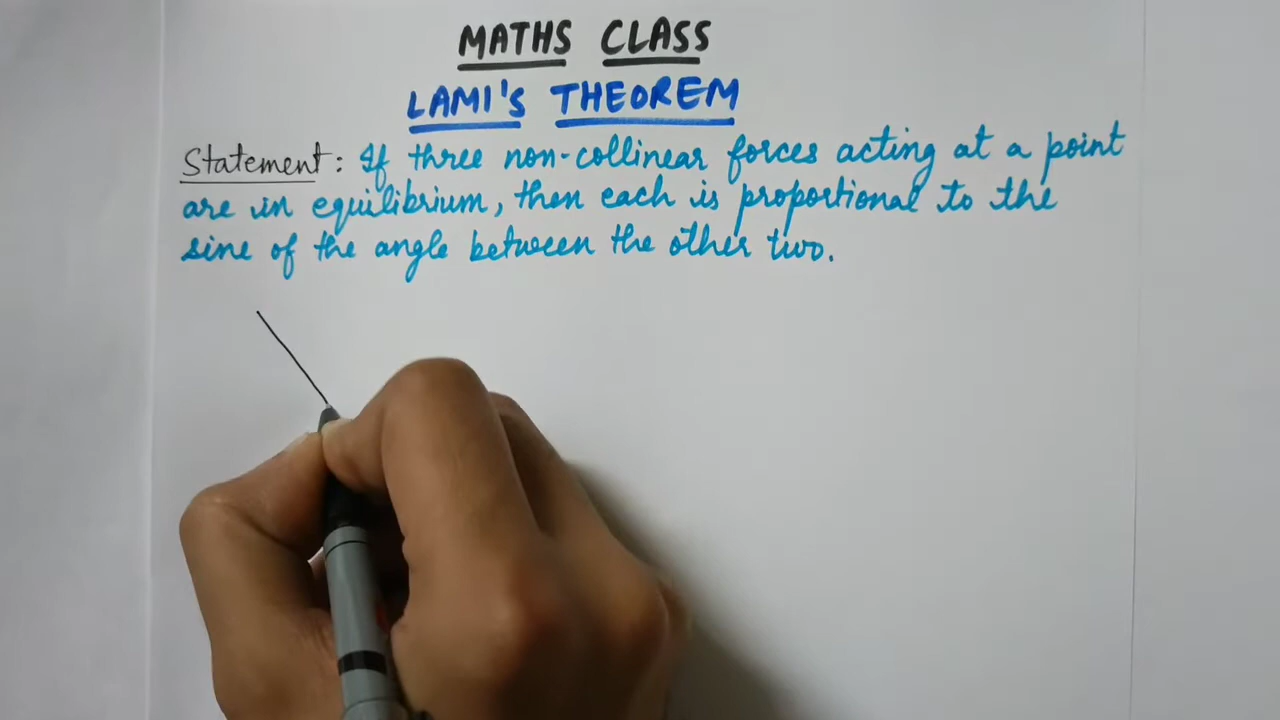 MATHS CLASS
LAMI'S THEOREM
Statement: If three non-collinear forces acting at a point
are in equilibrium, then each is proportional to the
sine of the angle between the other two.